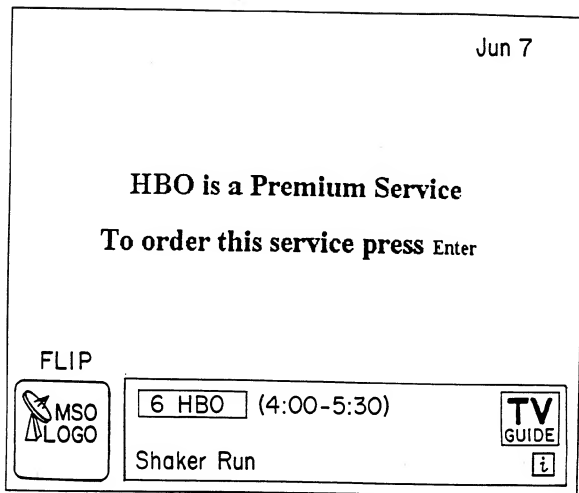 Jun 7
HBO is a Premium Service
To order this service press Enter
FLIP
MSO
LOGO
6 HBO (4:00-5:30)
Shaker Run
TV
GUIDE
i